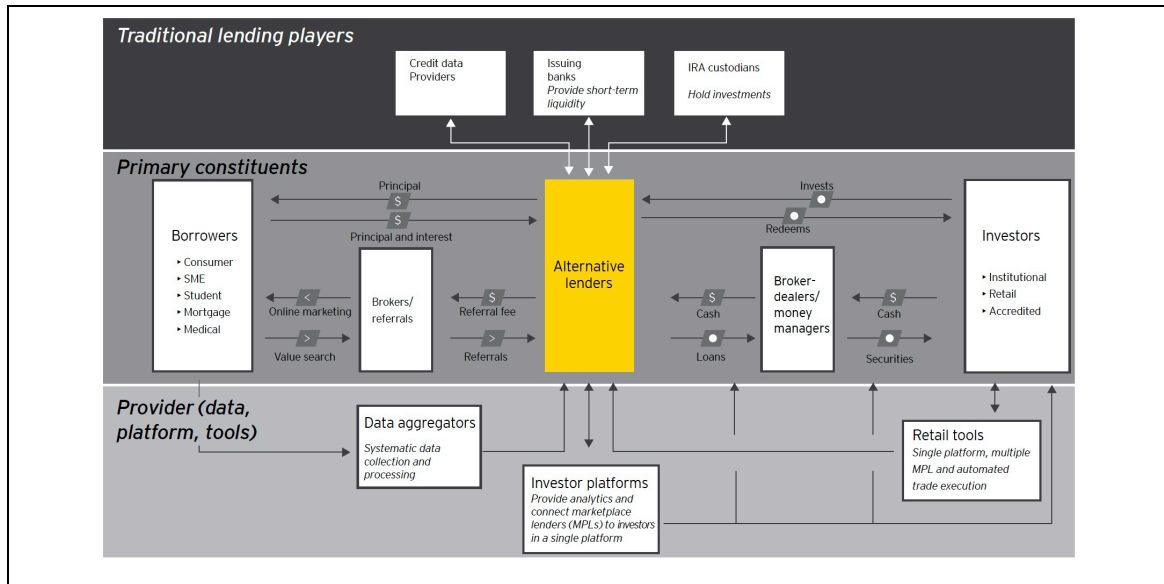 Traditional lending players
Credit data
Providers
Issuing
banks
Provide short-term
liquidity
IRA custodians
Hold investments
Primary constituents
Borrowers
‣ Consumer
‣ SME
‣ Student
‣ Mortgage
‣ Medical
Principal
$
$
Principal and interest
<
Online marketing
>
Value search
Brokers/
referrals
$
Referral fee
>
Referrals
Alternative
lenders
Invests
Redeems
$
Cash
Loans
Broker-
dealers/
money
managers
$
Cash
Securities
Investors
‣ Institutional
‣ Retail
‣ Accredited
Provider (data,
platform, tools)
Data aggregators
Systematic data
collection and
processing
Investor platforms
Provide analytics and
connect marketplace
lenders (MPLs) to investors
in a single platform
Retail tools
Single platform, multiple
MPL and automated
trade execution